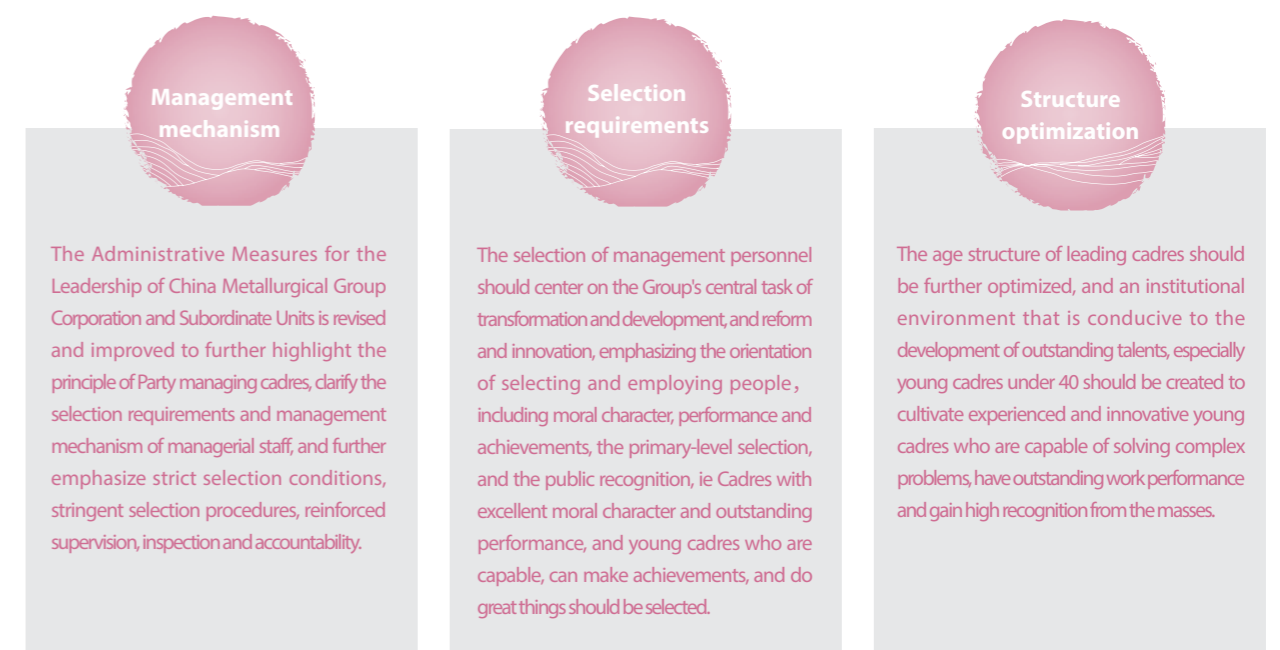 Management
mechanism
The Administrative Measures for the
Leadership of China Metallurgical Group
Corporation and Subordinate Units is revised
and improved to further highlight the
principle of Party managing cadres, clarify the
selection requirements and management
mechanism of managerial staff, and further
emphasize strict selection conditions,
stringent selection procedures, reinforced
supervision, inspection and accountability.
Selection
requirements
The selection of management personnel
should center on the Group's central task of
transformation and development, and reform
and innovation, emphasizing the orientation
of selecting and employing people，
including moral character, performance and
achievements, the primary-level selection,
and the public recognition, ie Cadres with
excellent moral character and outstanding
performance, and young cadres who are
capable, can make achievements, and do
great things should be selected.
Structure
optimization
The age structure of leading cadres should
be further optimized, and an institutional
environment that is conducive to the
development of outstanding talents, especially
young cadres under 40 should be created to
cultivate experienced and innovative young
cadres who are capable of solving complex
problems, have outstanding work performance
and gain high recognition from the masses.